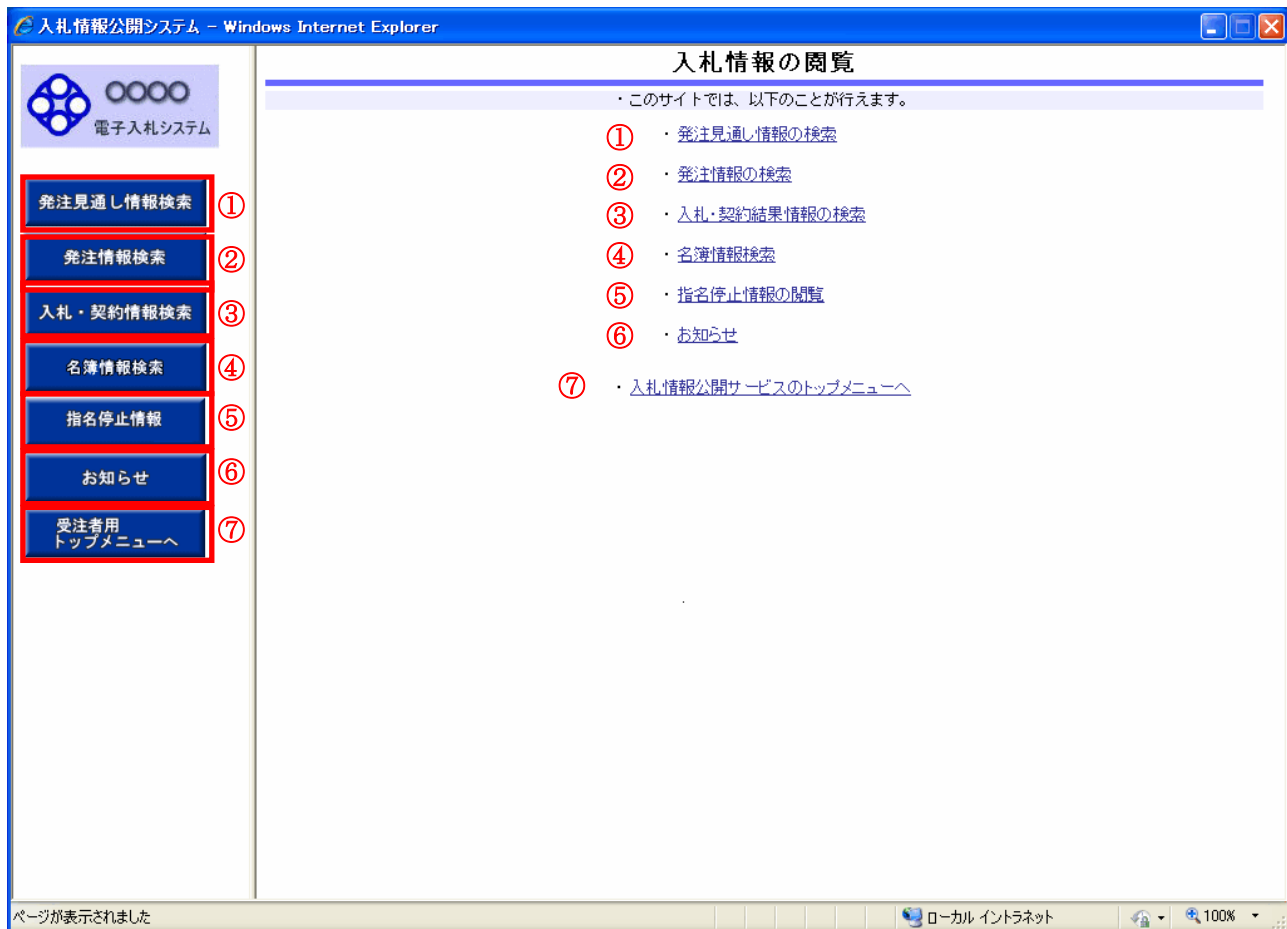 入札情報公開システム - Windows Internet Explorer
○○○○
電子入札システム
発注見通し情報検索 ①
発注情報検索 ②
入札・契約情報検索 ③
名簿情報検索 ④
指名停止情報 ⑤
お知らせ ⑥
受注者用
トップメニューへ ⑦
入札情報の閲覧
・このサイトでは、以下のことが行えます。
① ・発注見通し情報の検索
② ・発注情報の検索
③ ・入札・契約結果情報の検索
④ ・名簿情報検索
⑤ ・指名停止情報の閲覧
⑥ ・お知らせ
⑦ ・入札情報公開サービスのトップメニューへ
ページが表示されました
ローカル イントラネット
100%